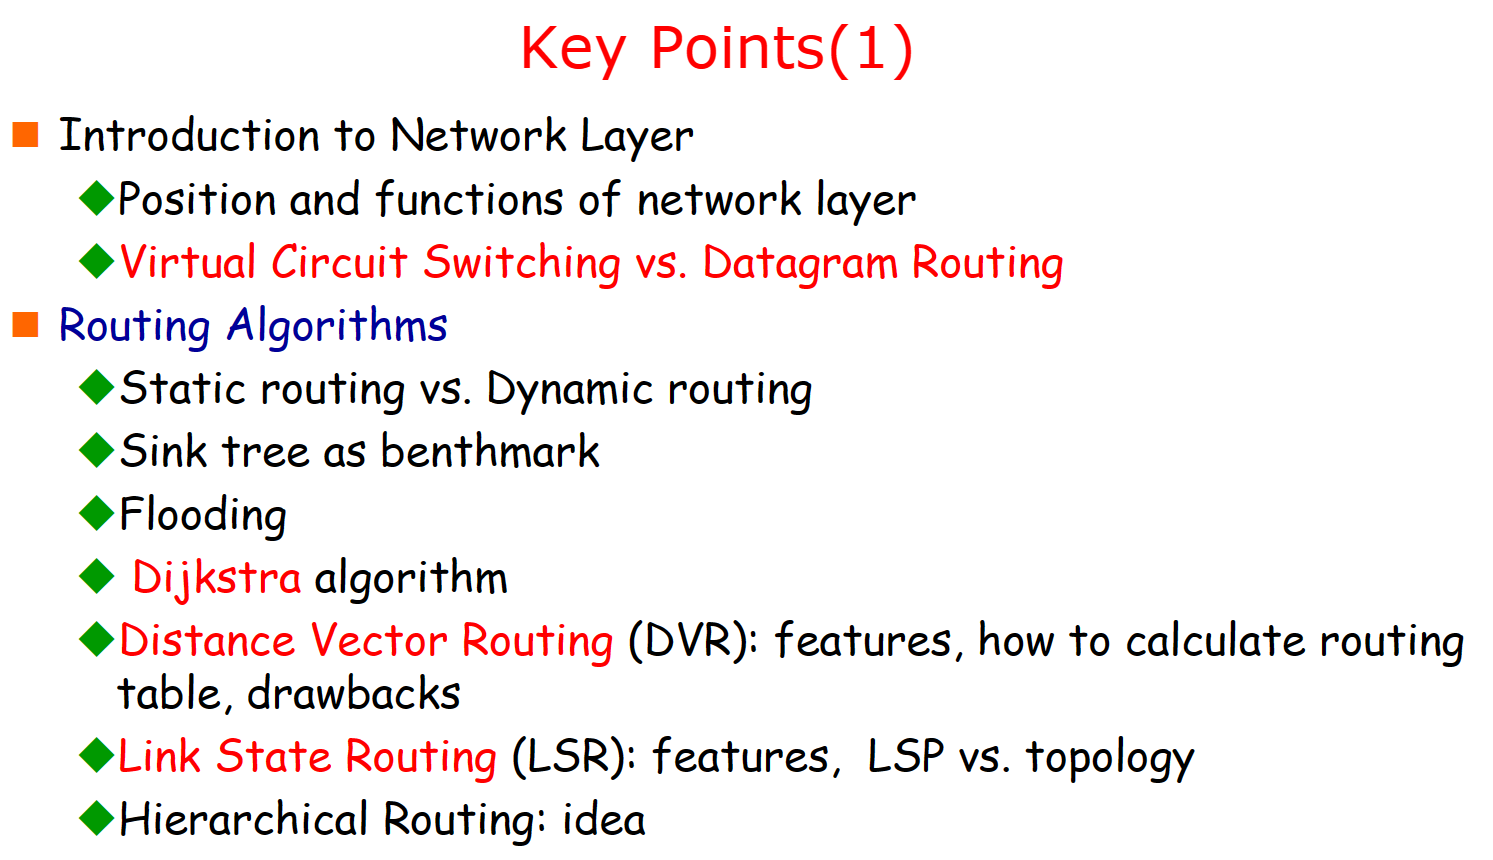 Key Points(1)
Introduction to Network Layer
Position and functions of network layer
Virtual Circuit Switching vs. Datagram Routing
Routing Algorithms
Static routing vs. Dynamic routing
Sink tree as benthmark
Flooding
Dijkstra algorithm
Distance Vector Routing (DVR): features, how to calculate routing
table, drawbacks
Link State Routing (LSR): features, LSP vs. topology
Hierarchical Routing: idea